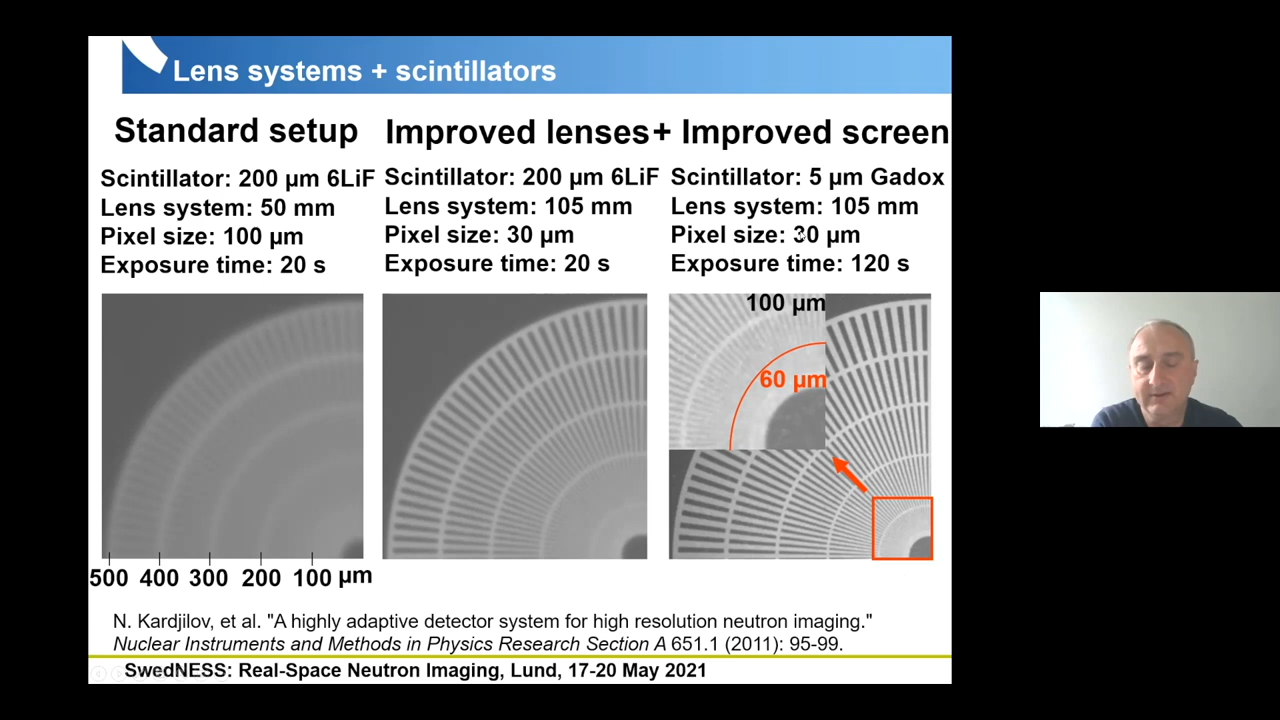 Lens systems + scintillators
Standard setup
Scintillator: 200 µm 6LiF
Lens system: 50 mm
Pixel size: 100 µm
Exposure time: 20 s
Improved lenses
Scintillator: 200 µm 6LiF
Lens system: 105 mm
Pixel size: 30 µm
Exposure time: 20 s
+ Improved screen
Scintillator: 5 µm Gadox
Lens system: 105 mm
Pixel size: 30 µm
Exposure time: 120 s
100 µm
60 µm
500 400 300 200 100 µm
N. Kardjilov, et al. "A highly adaptive detector system for high resolution neutron imaging."
Nuclear Instruments and Methods in Physics Research Section A 651.1 (2011): 95-99.
SwedNESS: Real-Space Neutron Imaging, Lund, 17-20 May 2021